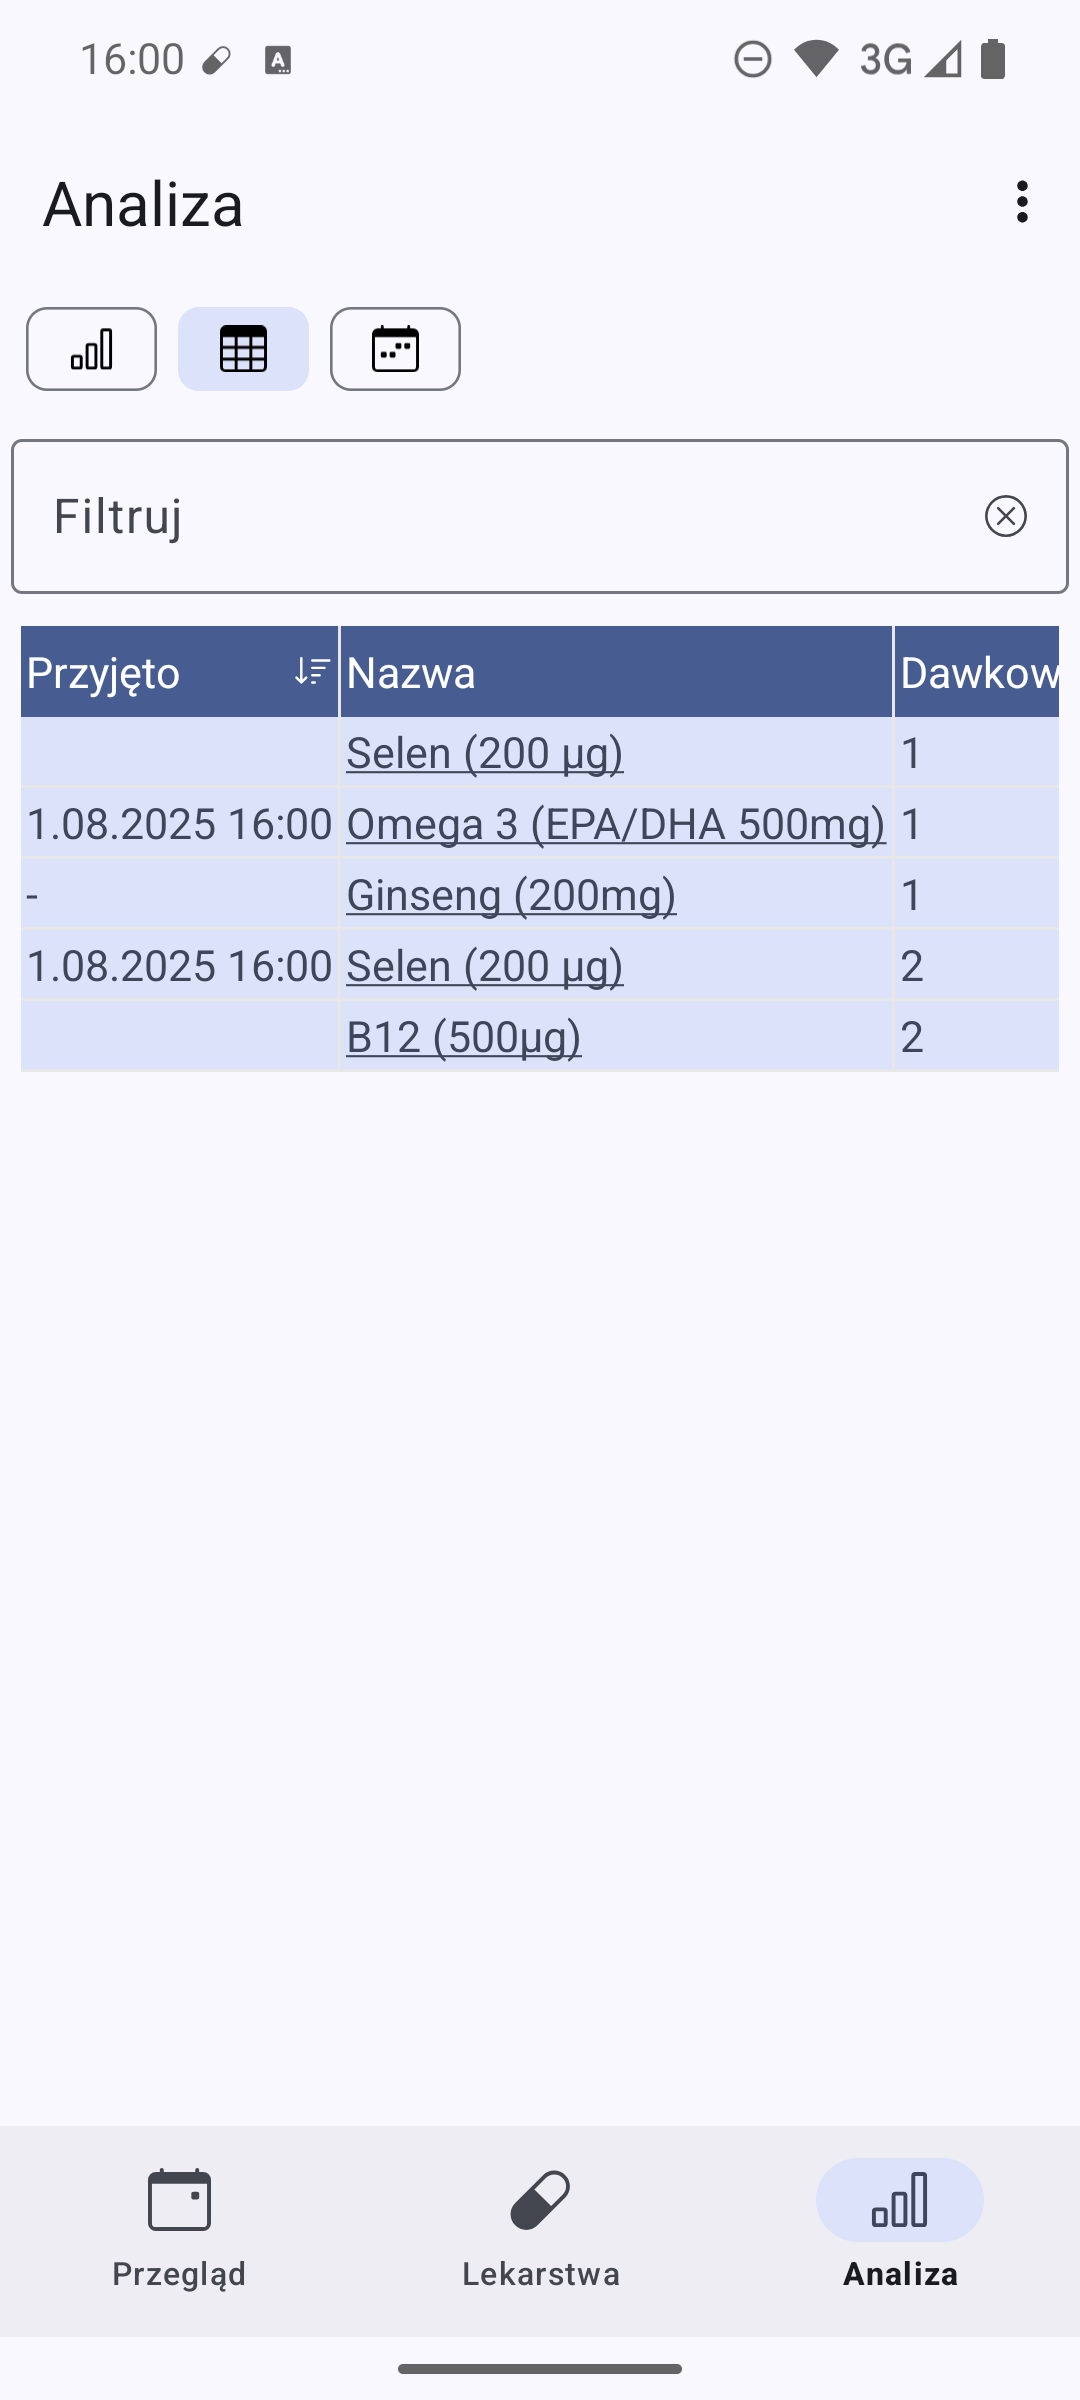 16:00
3G
Analiza
Filtruj
Przyjęto Nazwa Dawkow
Selen (200 µg) 1
1.08.2025 16:00 Omega 3 (EPA/DHA 500mg) 1
- Ginseng (200mg) 1
1.08.2025 16:00 Selen (200 µg) 2
B12 (500µg) 2
Przegląd Lekarstwa Analiza